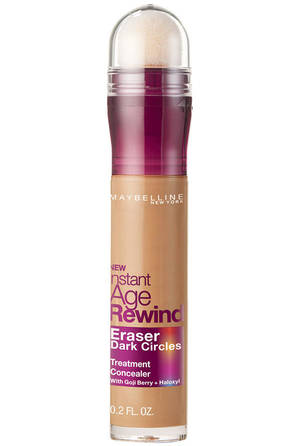 MAYBELLINE
NEW YORK
NEW
Instant
Age
Rewind
Eraser
Dark Circles
Treatment
Concealer
With Goji Berry + Haloxyl
0.2 FL. OZ.